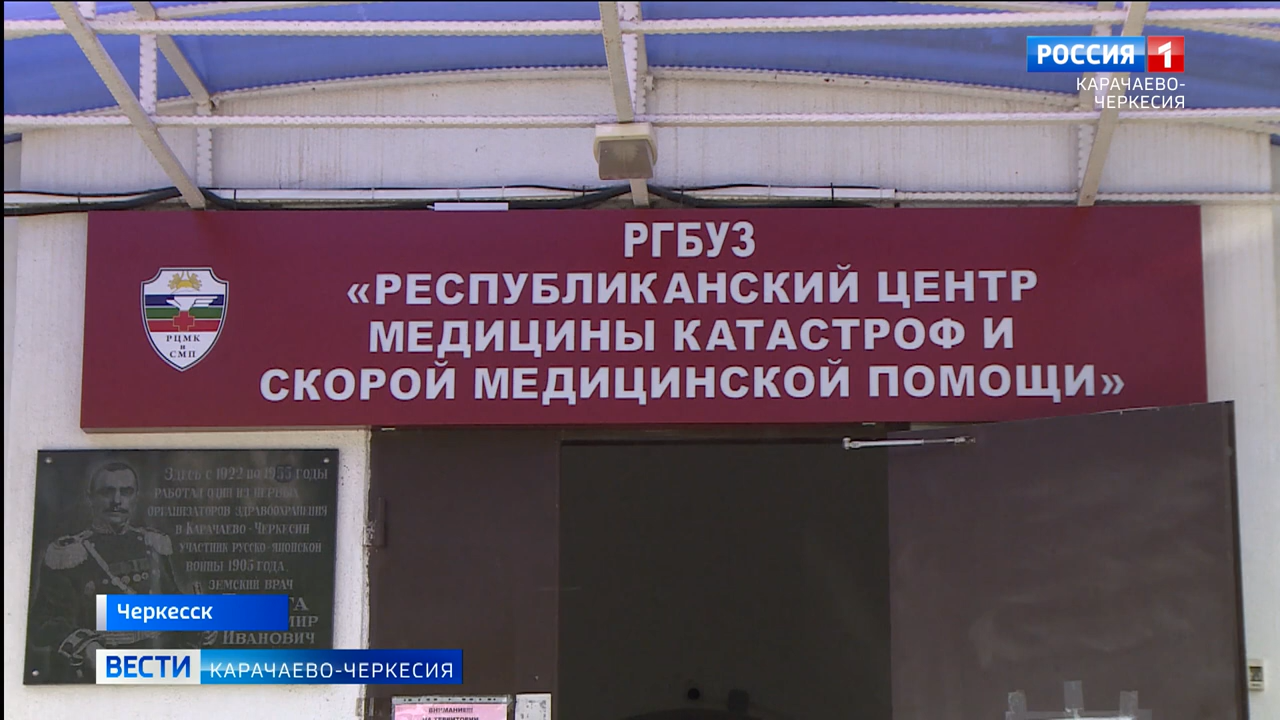 РОССИЯ 1
КАРАЧАЕВО-
ЧЕРКЕСИЯ
РГБУЗ
«РЕСПУБЛИКАНСКИЙ ЦЕНТР
МЕДИЦИНЫ КАТАСТРОФ И
СКОРОЙ МЕДИЦИНСКОЙ ПОМОЩИ»
РЦМК
и
СМП
ЗДЕСЬ С 1922 ПО 1955 ГОДЫ
РАБОТАЛ ОДИН ИЗ ПЕРВЫХ
ОРГАНИЗАТОРОВ ЗДРАВООХРАНЕНИЯ
В КАРАЧАЕВО-ЧЕРКЕСИИ
УЧАСТНИК РУССКО-ЯПОНСКОЙ
ВОЙНЫ 1905 ГОДА.
ЗЕМСКИЙ ВРАЧ
ИВАНОВИЧ
Черкесск
ВЕСТИ КАРАЧАЕВО-ЧЕРКЕСИЯ
ВНИМАНИЕ!!!
НА ТЕРРИТОРИИ